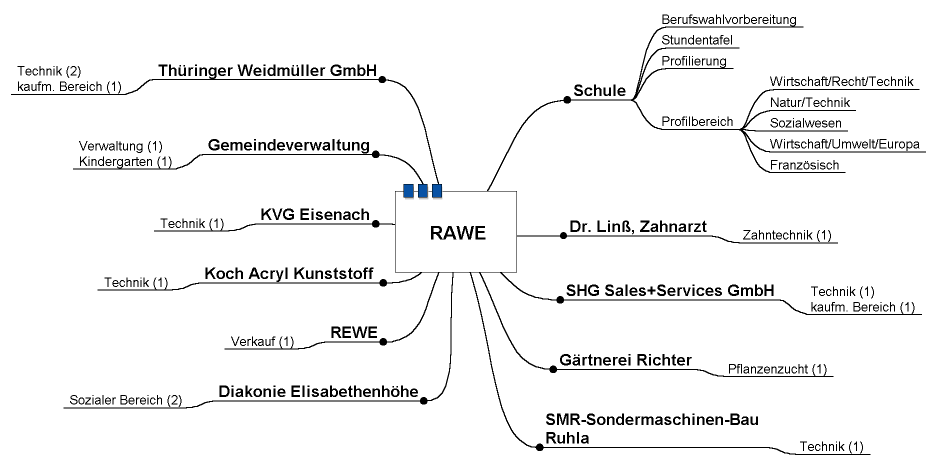 RAWE
Thüringer Weidmüller GmbH
Technik (2)
kaufm. Bereich (1)
Gemeindeverwaltung
Verwaltung (1)
Kindergarten (1)
KVG Eisenach
Technik (1)
Koch Acryl Kunststoff
Technik (1)
REWE
Verkauf (1)
Diakonie Elisabethenhöhe
Sozialer Bereich (2)
Schule
Berufswahlvorbereitung
Stundentafel
Profilierung
Profilbereich
Wirtschaft/Recht/Technik
Natur/Technik
Sozialwesen
Wirtschaft/Umwelt/Europa
Französisch
Dr. Linß, Zahnarzt
Zahntechnik (1)
SHG Sales+Services GmbH
Technik (1)
kaufm. Bereich (1)
Gärtnerei Richter
Pflanzenzucht (1)
SMR-Sondermaschinen-Bau
Ruhla
Technik (1)